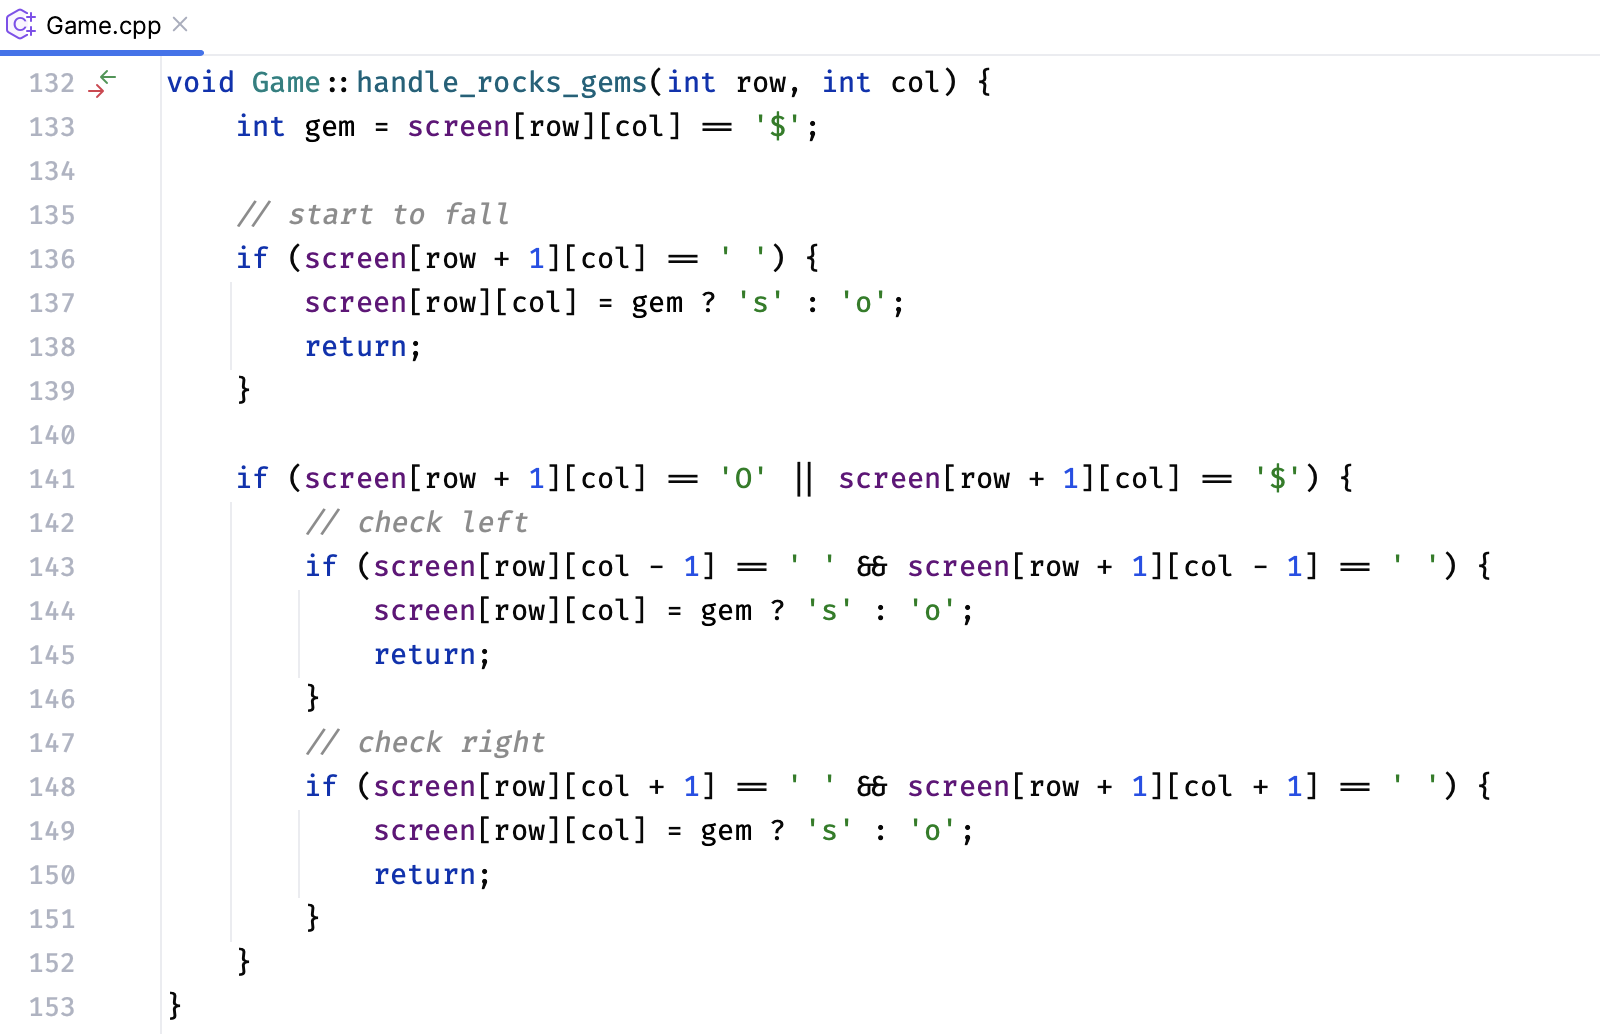 Game.cpp
132 void Game::handle_rocks_gems(int row, int col) {
133     int gem = screen[row][col] == '$';
134
135     // start to fall
136     if (screen[row + 1][col] == ' ') {
137         screen[row][col] = gem ? 's' : 'o';
138         return;
139     }
140
141     if (screen[row + 1][col] == 'O' || screen[row + 1][col] == '$') {
142         // check left
143         if (screen[row][col - 1] == ' ' && screen[row + 1][col - 1] == ' ') {
144             screen[row][col] = gem ? 's' : 'o';
145             return;
146         }
147         // check right
148         if (screen[row][col + 1] == ' ' && screen[row + 1][col + 1] == ' ') {
149             screen[row][col] = gem ? 's' : 'o';
150             return;
151         }
152     }
153 }